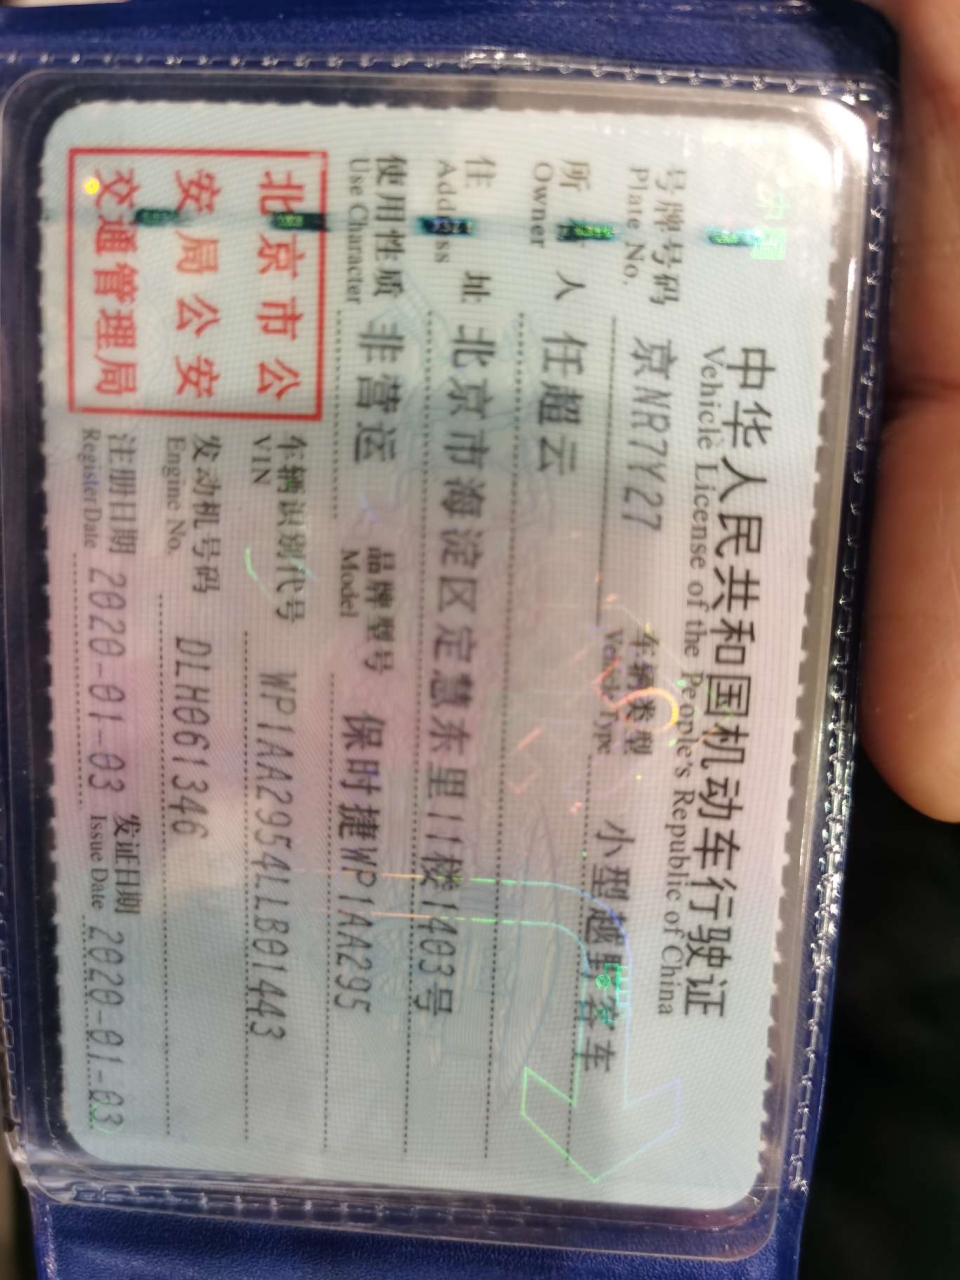 中华人民共和国机动车行驶证
Vehicle License of the People's Republic of China
号牌号码 京NR7Y27 车辆类型 小型越野客车
Plate No. Vehicle Type
所 人 任超云
Owner
住 址 北京市海淀区定慧东里11楼1403号
Address
使用性质 非营运 品牌型号 保时捷WP1AA295
Use Character Model
北京市公
安局公安
交通管理局
车辆识别代号 WP1AA2954LLB01443
VIN
发动机号码 DLH061346
Engine No.
注册日期 2020-01-03 发证日期 2020-01-03
Register Date Issue Date